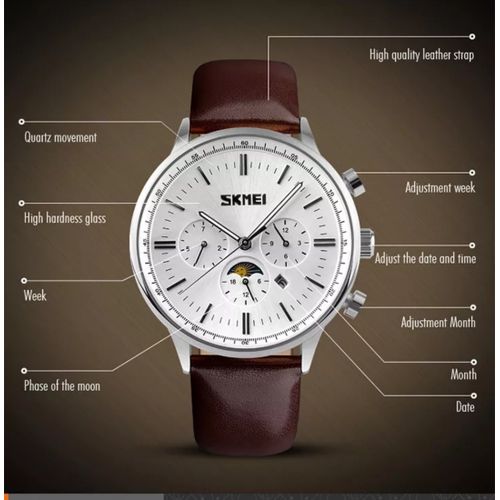 High quality leather strap
Quartz movement
SKMEI
Adjustment week
High hardness glass
Adjust the date and time
Week
Adjustment Month
Phase of the moon
Month
Date